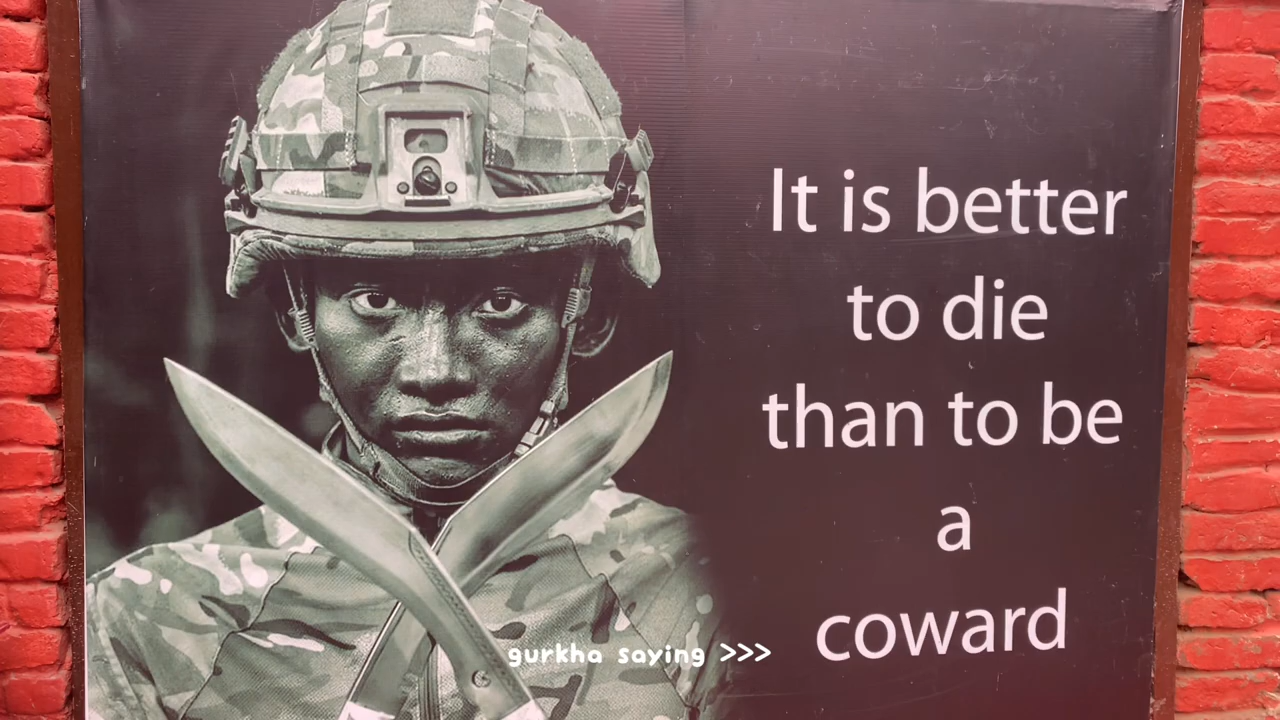 It is better
to die
than to be
a
coward
gurkha saying >>>